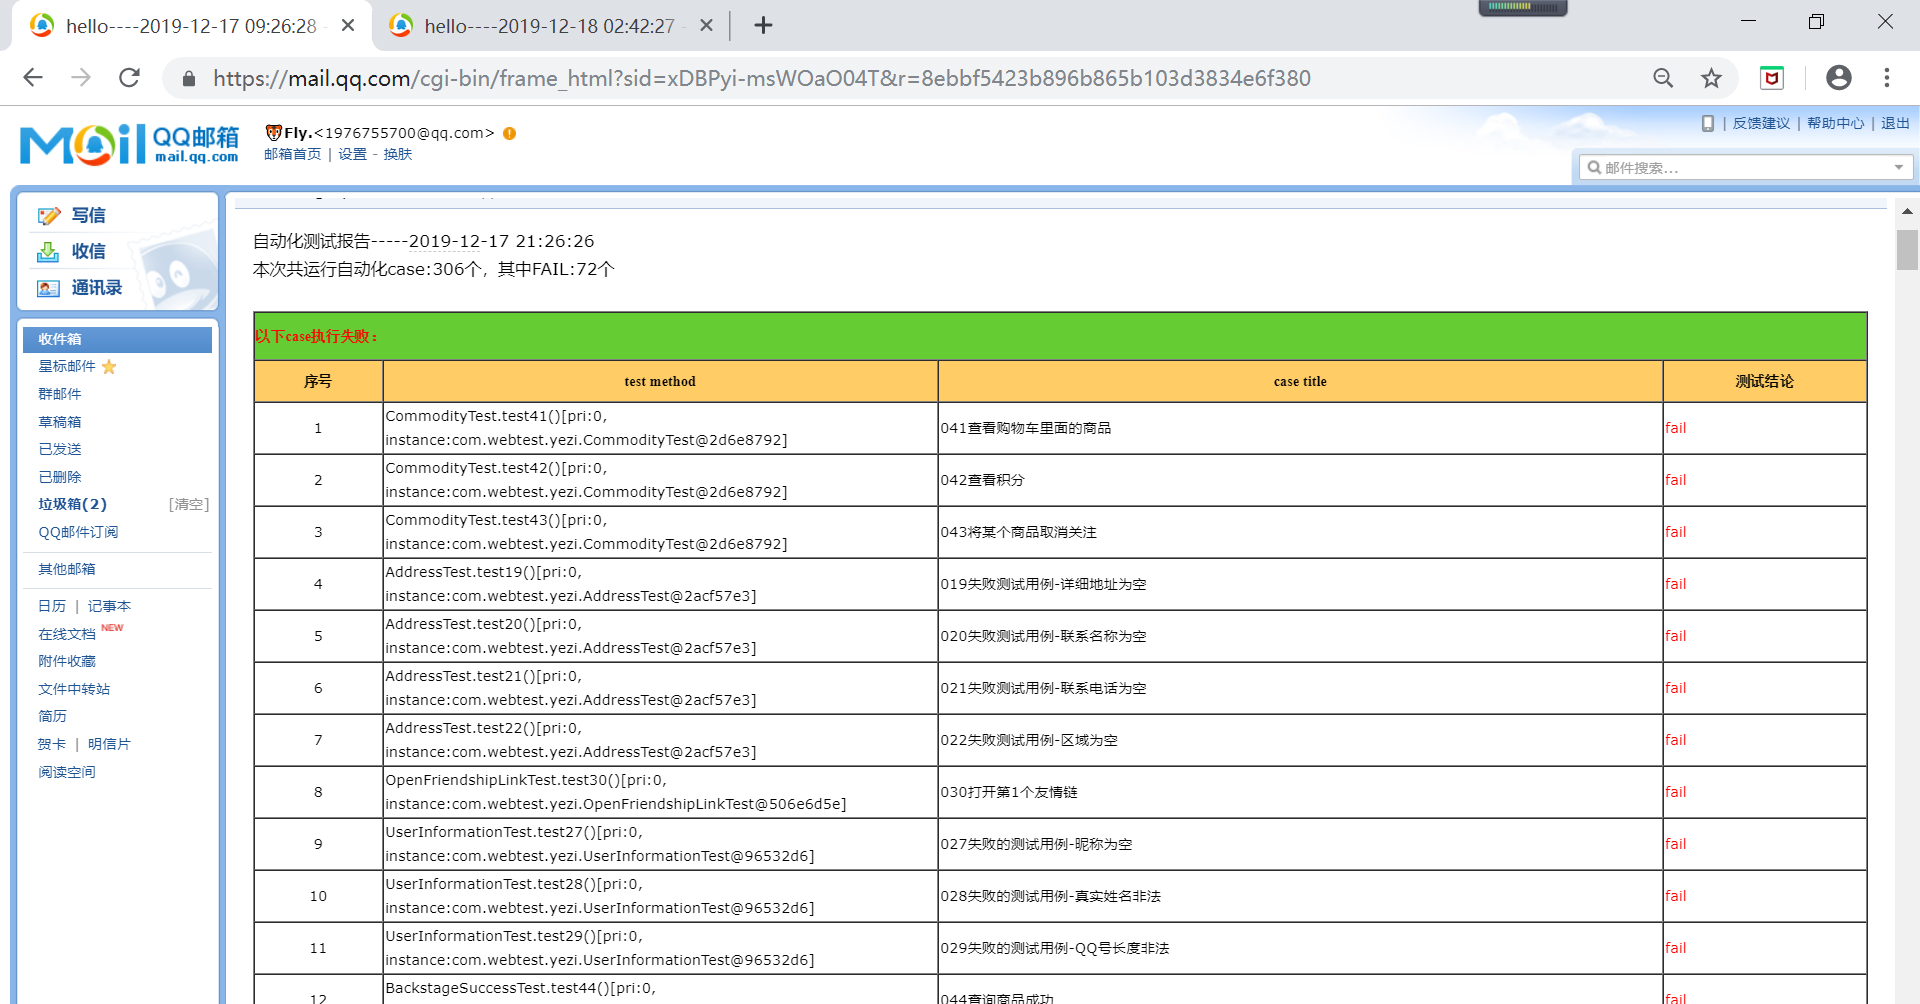 hello----2019-12-17 09:26:28
hello----2019-12-18 02:42:27
https://mail.qq.com/cgi-bin/frame_html?sid=xDBPyi-msWOaO04T&r=8ebbf5423b896b865b103d3834e6f380
Mail QQ邮箱
mail.qq.com
Fly.<1976755700@qq.com>
邮箱首页 | 设置 - 换肤
| 反馈建议 | 帮助中心 | 退出
邮件搜索...
写信
收信
通讯录
收件箱
星标邮件
群邮件
草稿箱
已发送
已删除
垃圾箱(2) [清空]
QQ邮件订阅
其他邮箱
日历 | 记事本
在线文档 NEW
附件收藏
文件中转站
简历
贺卡 | 明信片
阅读空间
自动化测试报告-----2019-12-17 21:26:26
本次共运行自动化case:306个，其中FAIL:72个
以下case执行失败：
序号 test method case title 测试结论
1 CommodityTest.test41()[pri:0, instance:com.webtest.yezi.CommodityTest@2d6e8792] 041查看购物车里面的商品 fail
2 CommodityTest.test42()[pri:0, instance:com.webtest.yezi.CommodityTest@2d6e8792] 042查看积分 fail
3 CommodityTest.test43()[pri:0, instance:com.webtest.yezi.CommodityTest@2d6e8792] 043将某个商品取消关注 fail
4 AddressTest.test19()[pri:0, instance:com.webtest.yezi.AddressTest@2acf57e3] 019失败测试用例-详细地址为空 fail
5 AddressTest.test20()[pri:0, instance:com.webtest.yezi.AddressTest@2acf57e3] 020失败测试用例-联系名称为空 fail
6 AddressTest.test21()[pri:0, instance:com.webtest.yezi.AddressTest@2acf57e3] 021失败测试用例-联系电话为空 fail
7 AddressTest.test22()[pri:0, instance:com.webtest.yezi.AddressTest@2acf57e3] 022失败测试用例-区域为空 fail
8 OpenFriendshipLinkTest.test30()[pri:0, instance:com.webtest.yezi.OpenFriendshipLinkTest@506e6d5e] 030打开第1个友情链 fail
9 UserInformationTest.test27()[pri:0, instance:com.webtest.yezi.UserInformationTest@96532d6] 027失败的测试用例-昵称为空 fail
10 UserInformationTest.test28()[pri:0, instance:com.webtest.yezi.UserInformationTest@96532d6] 028失败的测试用例-真实姓名非法 fail
11 UserInformationTest.test29()[pri:0, instance:com.webtest.yezi.UserInformationTest@96532d6] 029失败的测试用例-QQ号长度非法 fail
12 BackstageSuccessTest.test44()[pri:0, 044查询商品成功 fail